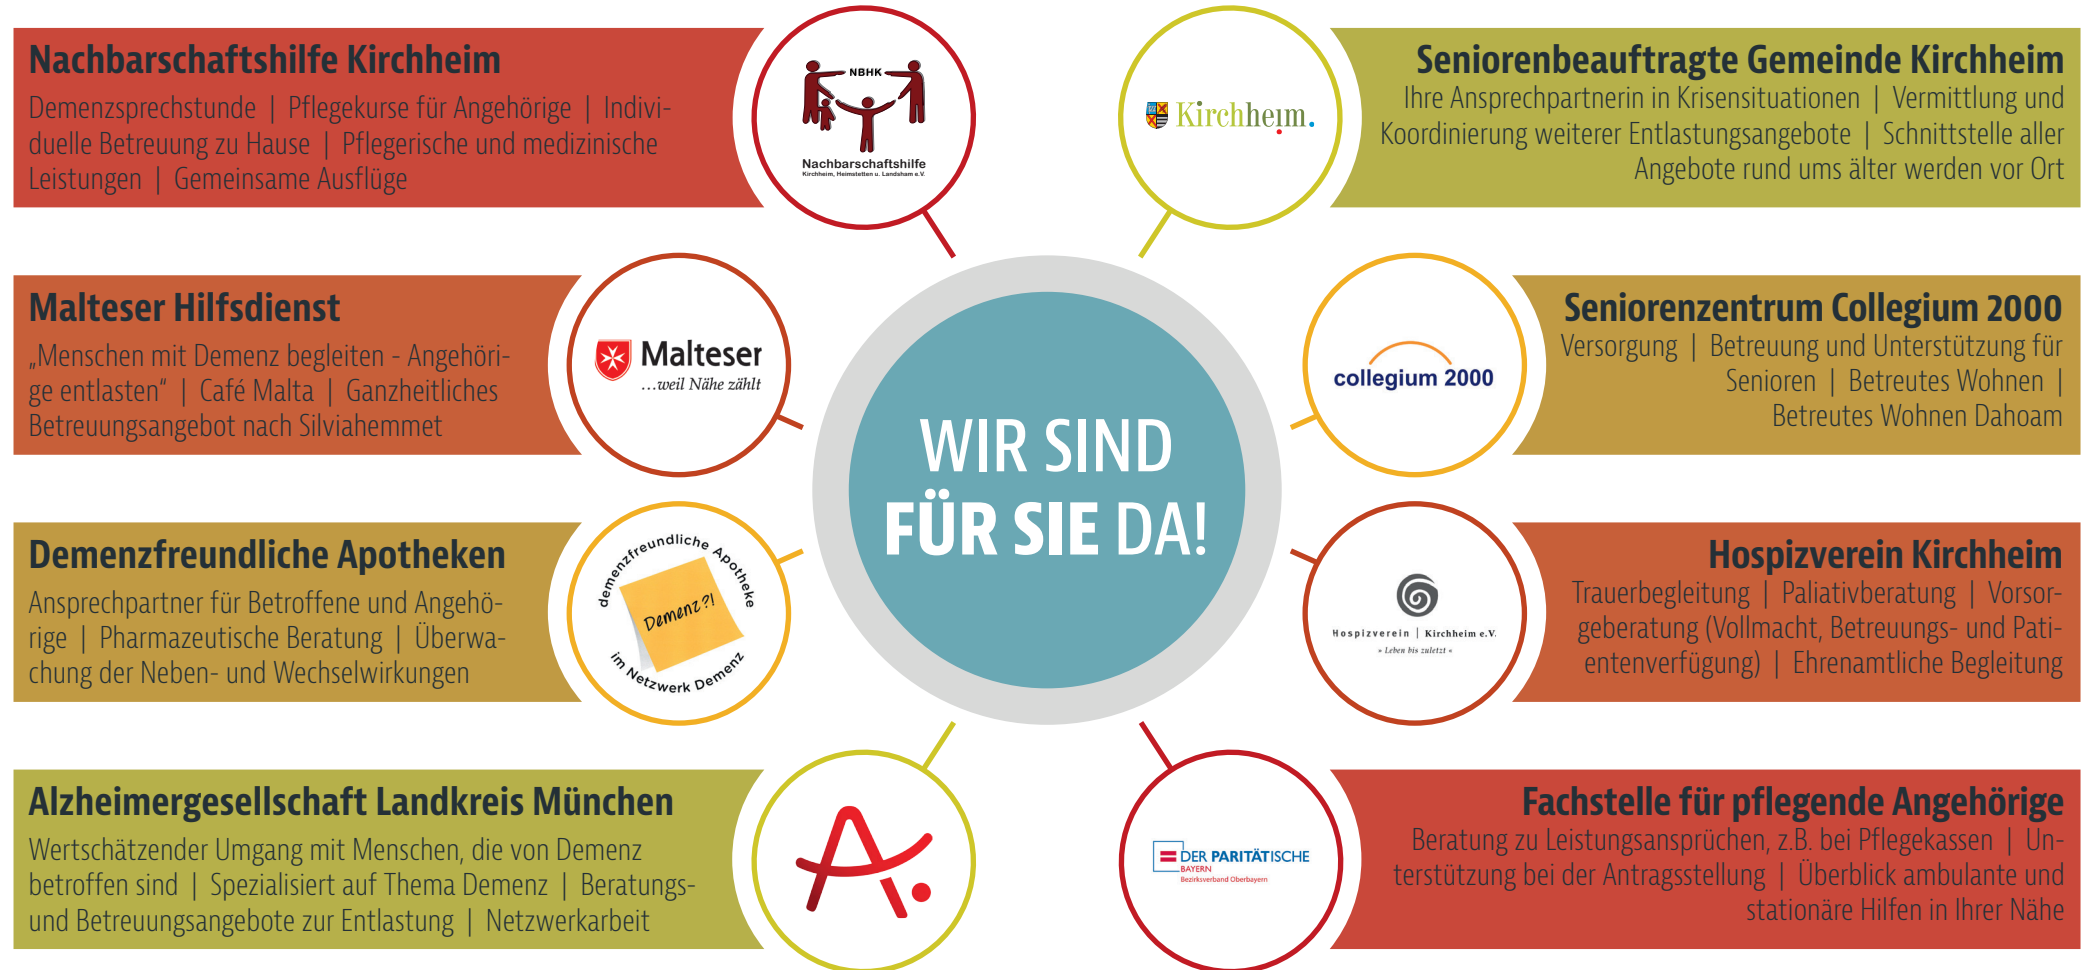 Nachbarschaftshilfe Kirchheim
Demenzsprechstunde | Pflegekurse für Angehörige | Indivi-
duelle Betreuung zu Hause | Pflegerische und medizinische
Leistungen | Gemeinsame Ausflüge
NBHK
Nachbarschaftshilfe
Kirchheim, Heimstetten u. Landsham e.V.
Kirchheim.
Seniorenbeauftragte Gemeinde Kirchheim
Ihre Ansprechpartnerin in Krisensituationen | Vermittlung und
Koordinierung weiterer Entlastungsangebote | Schnittstelle aller
Angebote rund ums älter werden vor Ort
Malteser Hilfsdienst
„Menschen mit Demenz begleiten - Angehöri-
ge entlasten“ | Café Malta | Ganzheitliches
Betreuungsangebot nach Silviahemmet
Malteser
...weil Nähe zählt
WIR SIND
FÜR SIE DA!
collegium 2000
Seniorenzentrum Collegium 2000
Versorgung | Betreuung und Unterstützung für
Senioren | Betreutes Wohnen |
Betreutes Wohnen Dahoam
Demenzfreundliche Apotheken
Ansprechpartner für Betroffene und Angehö-
rige | Pharmazeutische Beratung | Überwa-
chung der Neben- und Wechselwirkungen
demenzfreundliche Apotheke
Demenz?!
im Netzwerk Demenz
Hospizverein | Kirchheim e.V.
» Leben bis zuletzt «
Hospizverein Kirchheim
Trauerbegleitung | Paliativberatung | Vorsor-
geberatung (Vollmacht, Betreuungs- und Pati-
entenverfügung) | Ehrenamtliche Begleitung
Alzheimergesellschaft Landkreis München
Wertschätzender Umgang mit Menschen, die von Demenz
betroffen sind | Spezialisiert auf Thema Demenz | Beratungs-
und Betreuungsangebote zur Entlastung | Netzwerkarbeit
A.
DER PARITÄTISCHE
BAYERN
Bezirksverband Oberbayern
Fachstelle für pflegende Angehörige
Beratung zu Leistungsansprüchen, z.B. bei Pflegekassen | Un-
terstützung bei der Antragsstellung | Überblick ambulante und
stationäre Hilfen in Ihrer Nähe